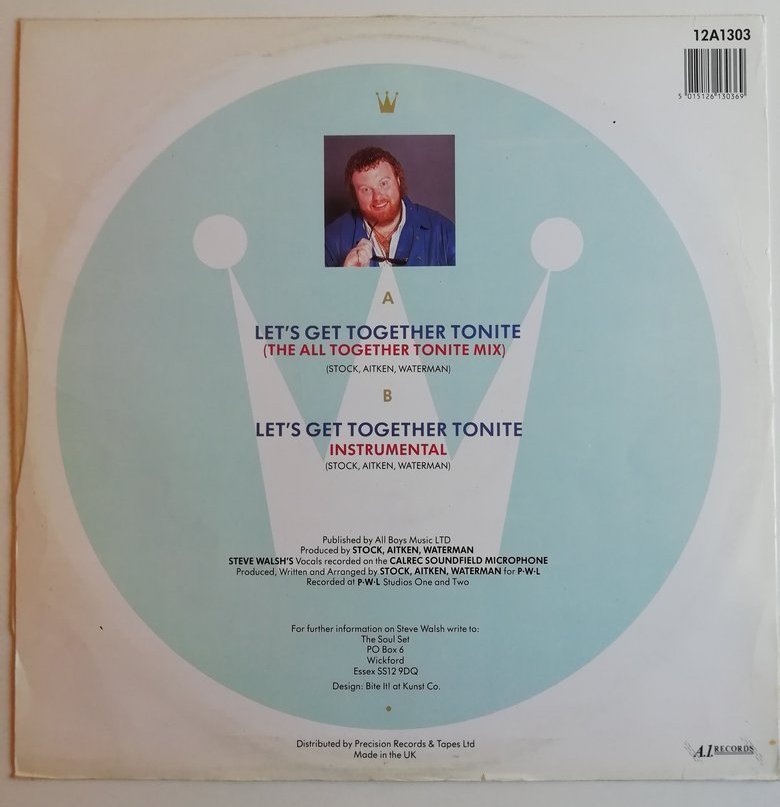 12A1303
5 015126 130369
A
LET'S GET TOGETHER TONITE
(THE ALL TOGETHER TONITE MIX)
(STOCK, AITKEN, WATERMAN)
B
LET'S GET TOGETHER TONITE
INSTRUMENTAL
(STOCK, AITKEN, WATERMAN)
Published by All Boys Music LTD
Produced by STOCK, AITKEN, WATERMAN
STEVE WALSH'S Vocals recorded on the CALREC SOUNDFIELD MICROPHONE
Produced, Written and Arranged by STOCK, AITKEN, WATERMAN for P·W·L
Recorded at P·W·L Studios One and Two
For further information on Steve Walsh write to:
The Soul Set
PO Box 6
Wickford
Essex SS12 9DQ
Design: Bite It! at Kunst Co.
Distributed by Precision Records & Tapes Ltd
Made in the UK
A.1. RECORDS